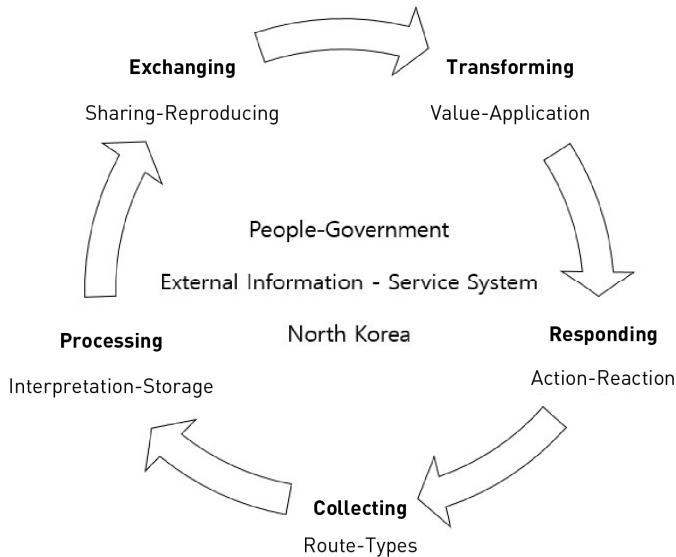 Exchanging
Sharing-Reproducing
Transforming
Value-Application
People-Government
External Information - Service System
North Korea
Processing
Interpretation-Storage
Responding
Action-Reaction
Collecting
Route-Types